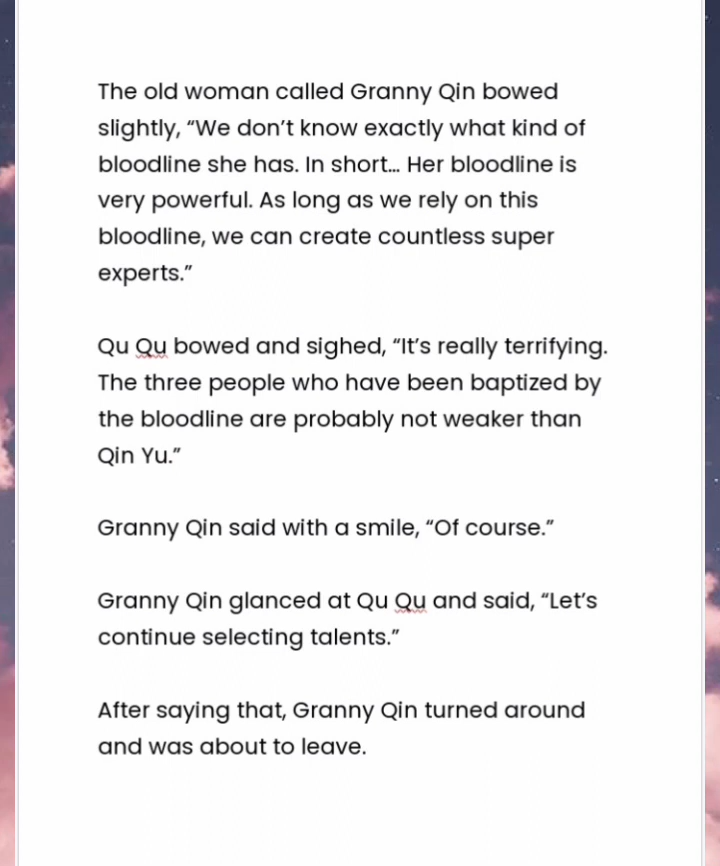 The old woman called Granny Qin bowed
slightly, “We don’t know exactly what kind of
bloodline she has. In short… Her bloodline is
very powerful. As long as we rely on this
bloodline, we can create countless super
experts.”
Qu Qu bowed and sighed, “It’s really terrifying.
The three people who have been baptized by
the bloodline are probably not weaker than
Qin Yu.”
Granny Qin said with a smile, “Of course.”
Granny Qin glanced at Qu Qu and said, “Let’s
continue selecting talents.”
After saying that, Granny Qin turned around
and was about to leave.